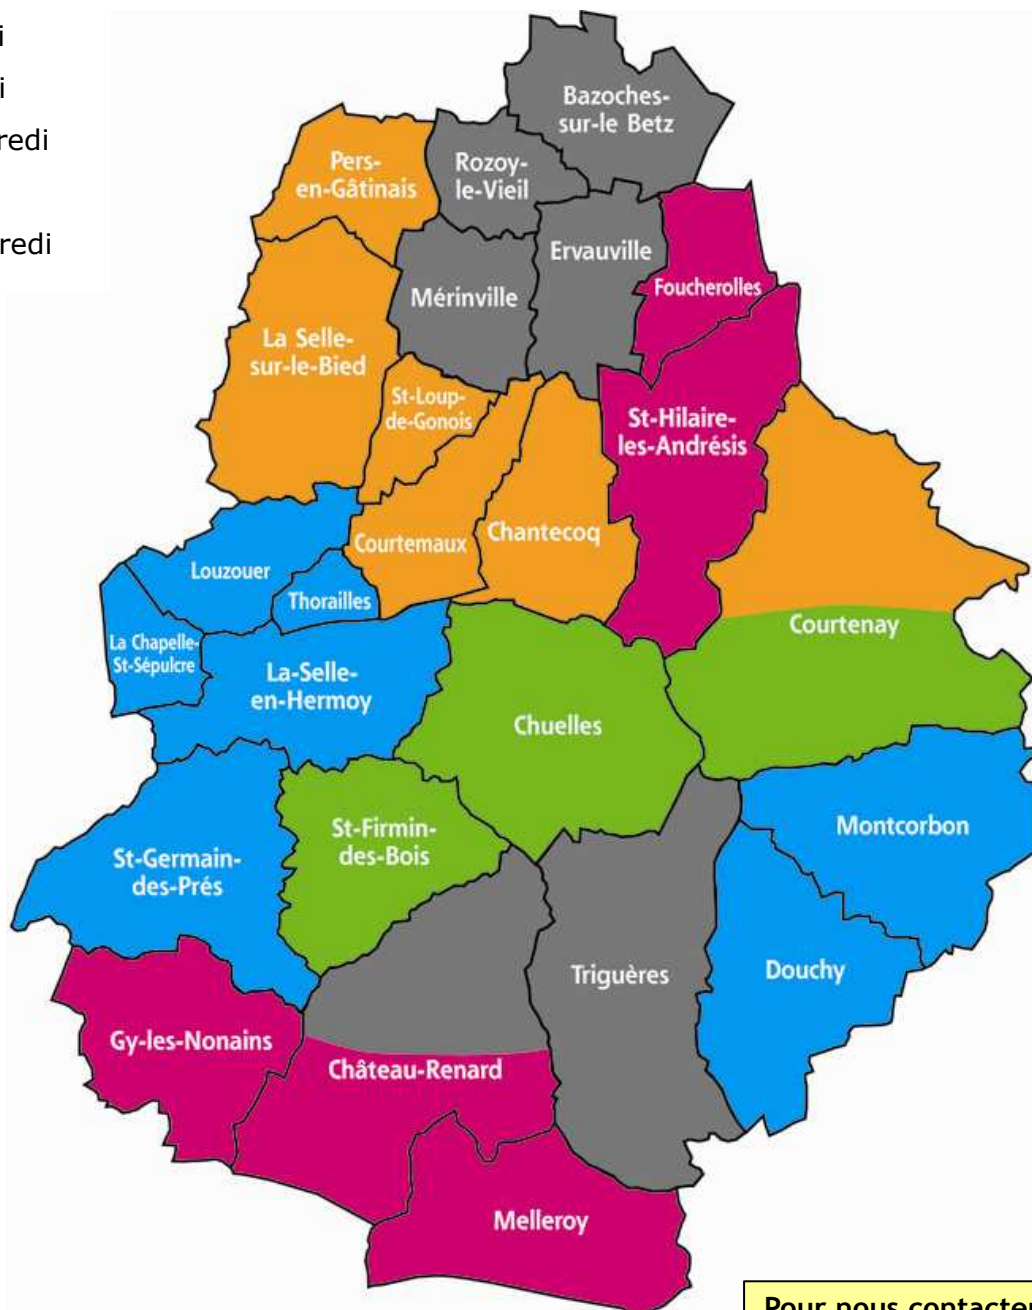 i
i
redi
redi
Bazoches-
sur-le Betz
Pers-
en-Gâtinais
Rozoy-
le-Vieil
Ervauville
Foucherolles
Mérinville
La Selle-
sur-le-Bied
St-Loup-
de-Gonois
St-Hilaire-
les-Andrésis
Courtemaux
Chantecoq
Louzouer
Thorailles
Courtenay
La Chapelle-
St-Sépulcre
La-Selle-
en-Hermoy
Chuelles
Montcorbon
St-Firmin-
des-Bois
St-Germain-
des-Prés
Triguères
Douchy
Gy-les-Nonains
Château-Renard
Melleroy
Pour nous contacter